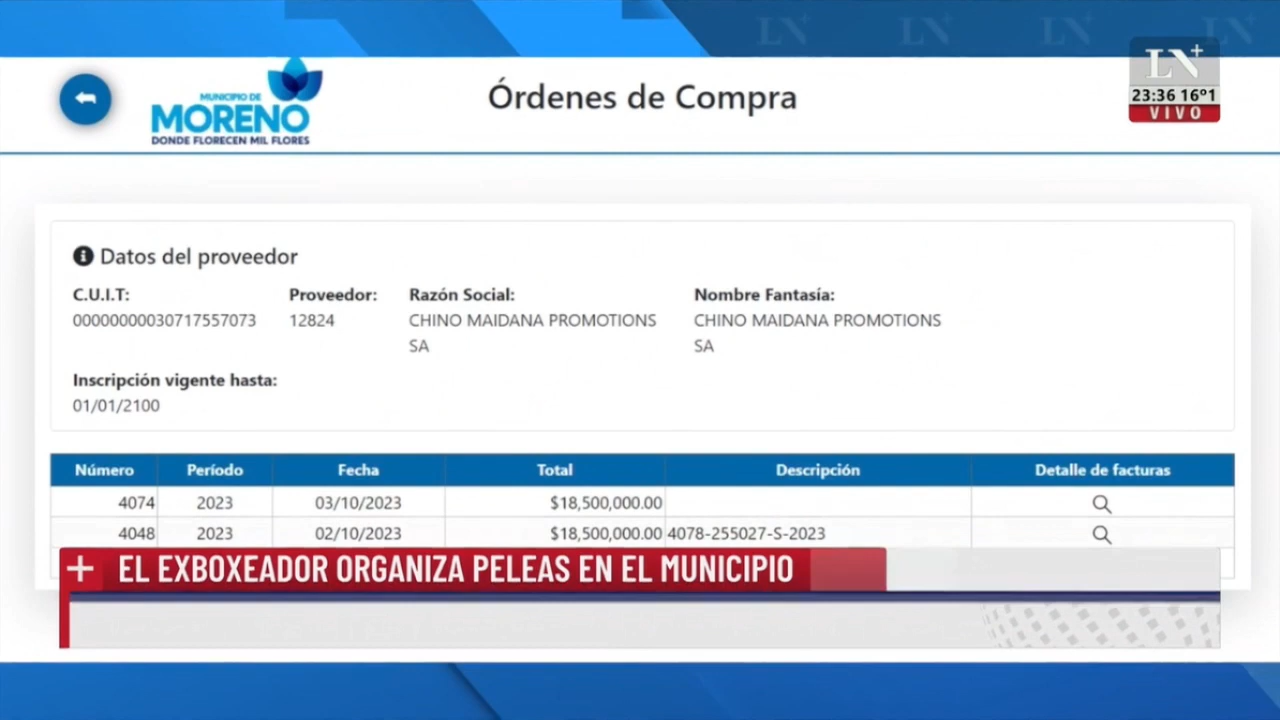 LN+
23:36 16º1
VIVO
MUNICIPIO DE
MORENO
DONDE FLORECEN MIL FLORES
Órdenes de Compra
Datos del proveedor
C.U.I.T: Proveedor: Razón Social: Nombre Fantasía:
00000000030717557073 12824 CHINO MAIDANA PROMOTIONS CHINO MAIDANA PROMOTIONS
SA SA
Inscripción vigente hasta:
01/01/2100
Número Período Fecha Total Descripción Detalle de facturas
4074 2023 03/10/2023 $18,500,000.00
4048 2023 02/10/2023 $18,500,000.00 4078-255027-S-2023
EL EXBOXEADOR ORGANIZA PELEAS EN EL MUNICIPIO